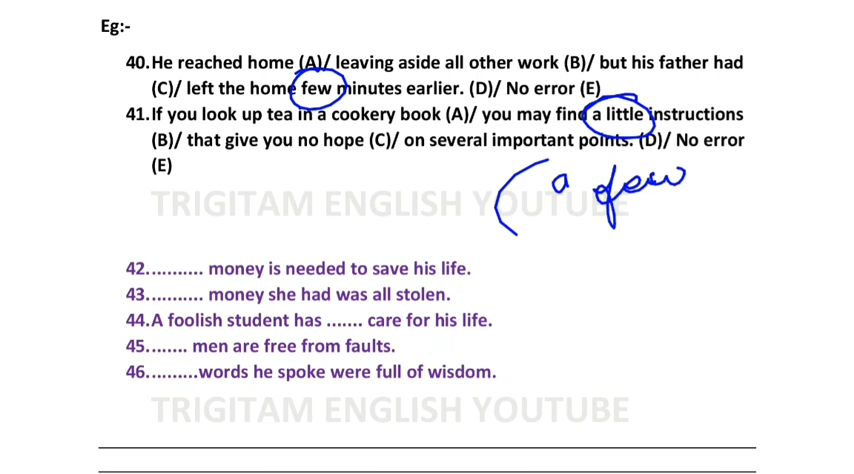 Eg:-
40.He reached home (A)/ leaving aside all other work (B)/ but his father had
(C)/ left the home few minutes earlier. (D)/ No error (E)
41.If you look up tea in a cookery book (A)/ you may find a little instructions
(B)/ that give you no hope (C)/ on several important points. (D)/ No error
(E)
( a few
TRIGITAM ENGLISH YOUTUBE
42........... money is needed to save his life.
43........... money she had was all stolen.
44.A foolish student has ....... care for his life.
45........ men are free from faults.
46..........words he spoke were full of wisdom.
TRIGITAM ENGLISH YOUTUBE